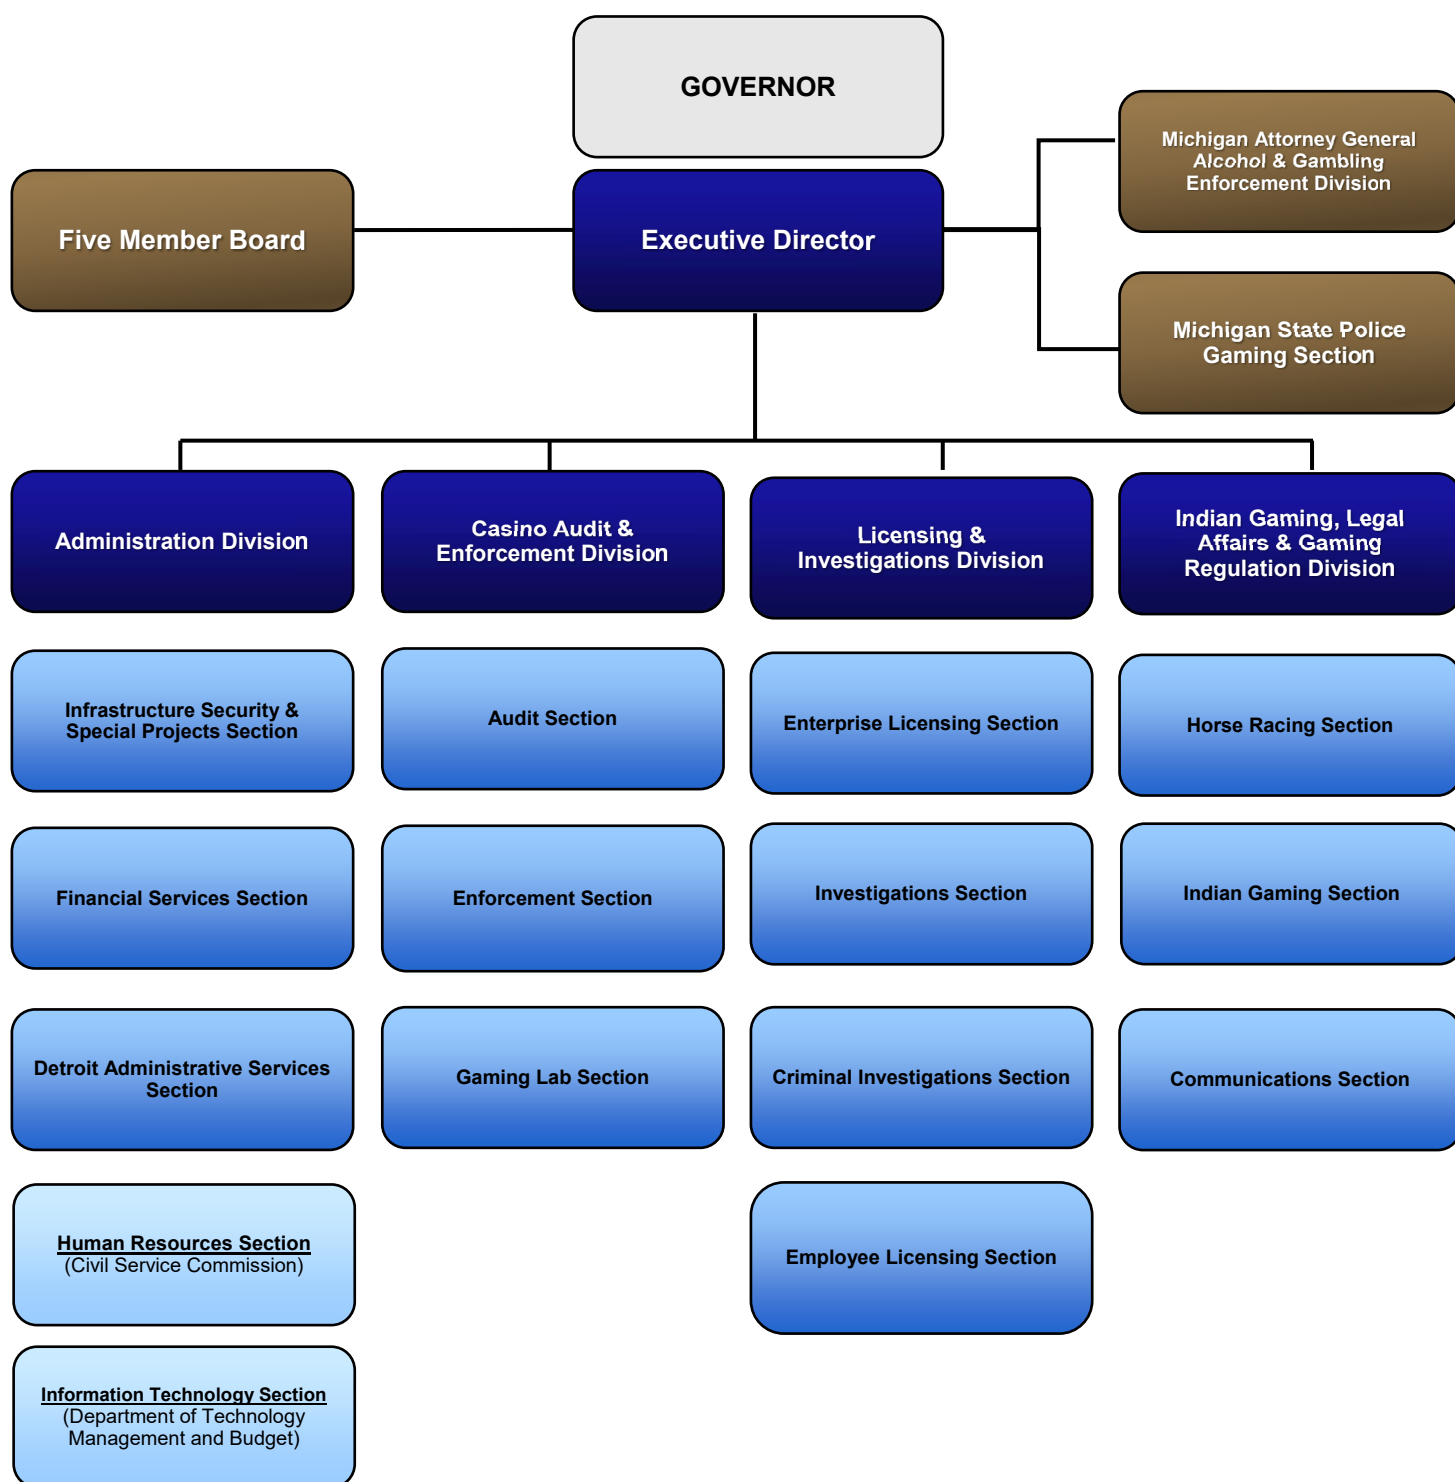 GOVERNOR
Michigan Attorney General
Alcohol & Gambling
Enforcement Division
Five Member Board
Executive Director
Michigan State Police
Gaming Section
Administration Division
Casino Audit &
Enforcement Division
Licensing &
Investigations Division
Indian Gaming, Legal
Affairs & Gaming
Regulation Division
Infrastructure Security &
Special Projects Section
Audit Section
Enterprise Licensing Section
Horse Racing Section
Financial Services Section
Enforcement Section
Investigations Section
Indian Gaming Section
Detroit Administrative Services
Section
Gaming Lab Section
Criminal Investigations Section
Communications Section
Human Resources Section
(Civil Service Commission)
Employee Licensing Section
Information Technology Section
(Department of Technology
Management and Budget)